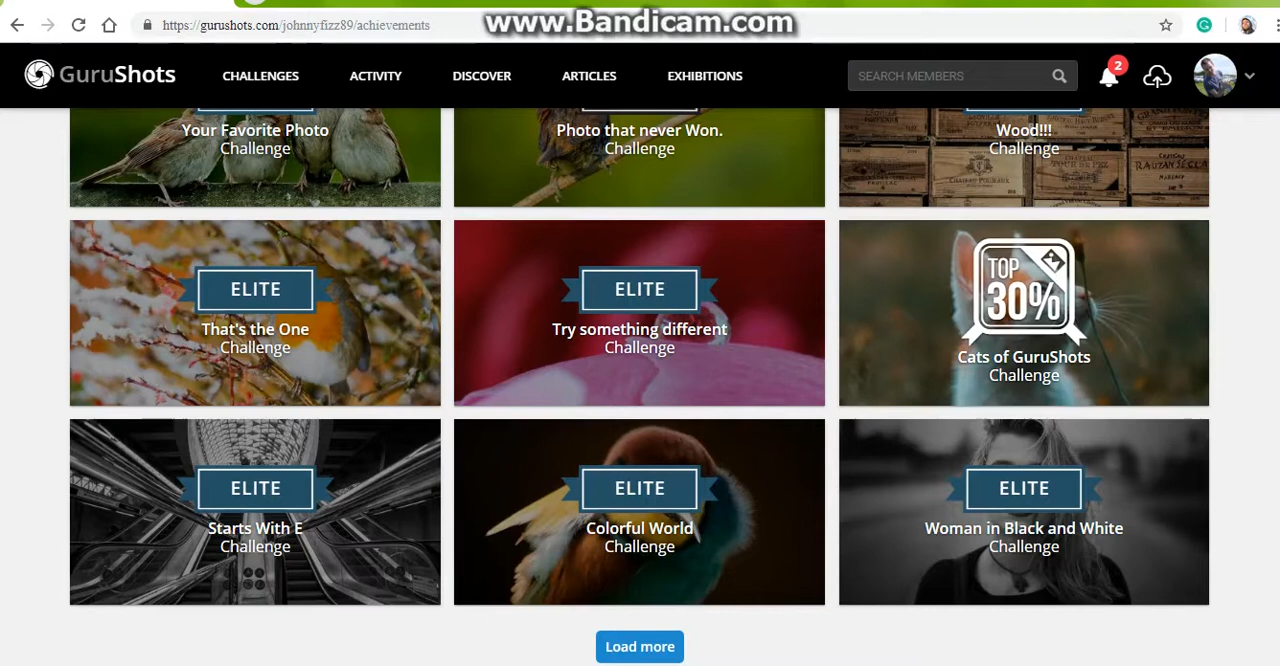 https://gurushots.com/johnnyfizz89/achievements
www.Bandicam.com
GuruShots
CHALLENGES
ACTIVITY
DISCOVER
ARTICLES
EXHIBITIONS
SEARCH MEMBERS
2
Your Favorite Photo
Challenge
Photo that never Won.
Challenge
Wood!!!
Challenge
ELITE
That's the One
Challenge
ELITE
Try something different
Challenge
TOP
30%
Cats of GuruShots
Challenge
ELITE
Starts With E
Challenge
ELITE
Colorful World
Challenge
ELITE
Woman in Black and White
Challenge
Load more